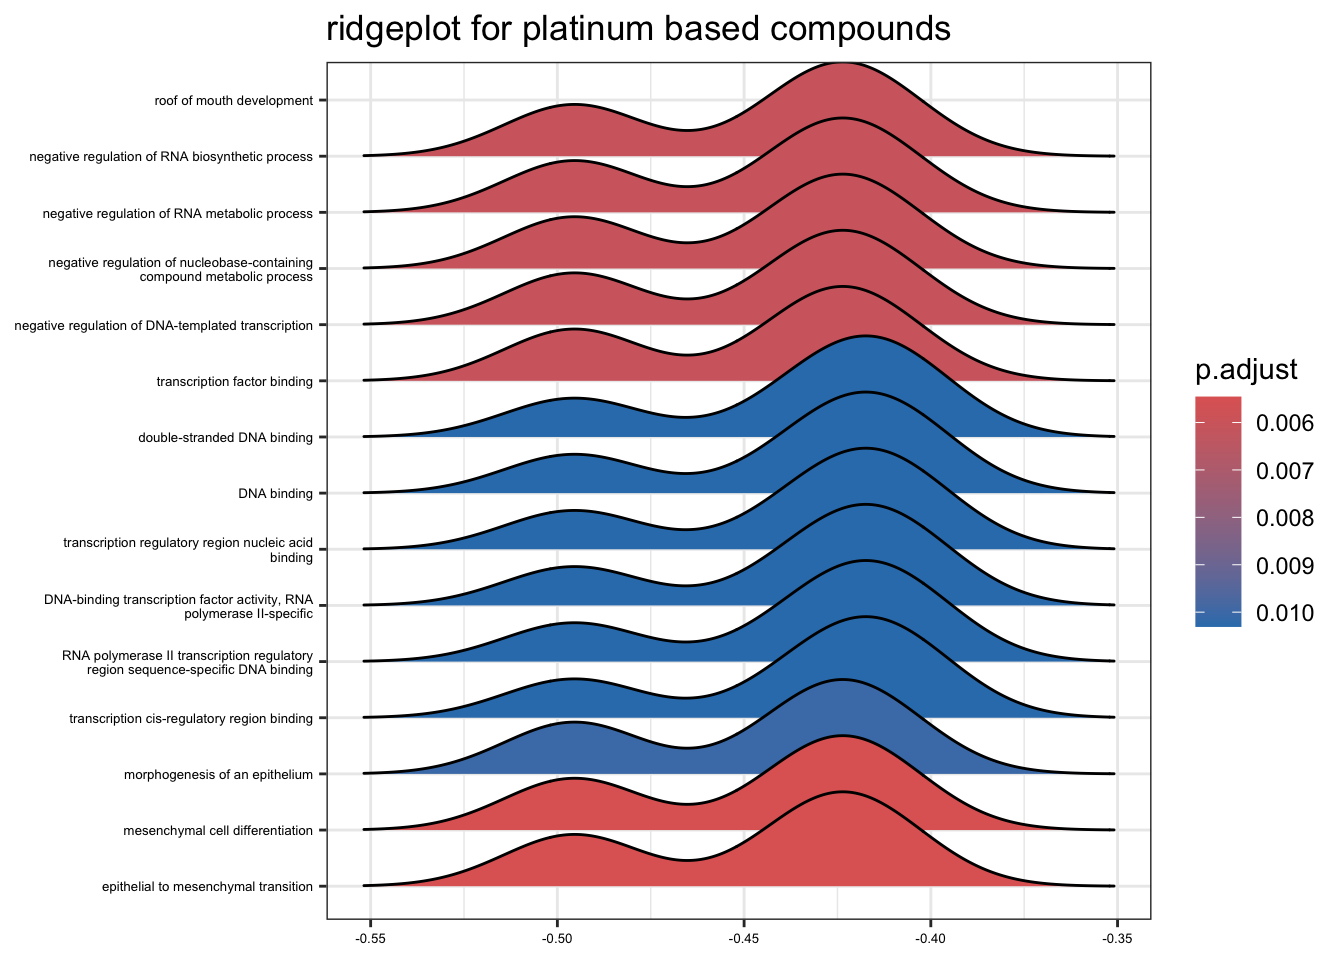 ridgeplot for platinum based compounds
roof of mouth development
negative regulation of RNA biosynthetic process
negative regulation of RNA metabolic process
negative regulation of nucleobase-containing
compound metabolic process
negative regulation of DNA-templated transcription
transcription factor binding
double-stranded DNA binding
DNA binding
transcription regulatory region nucleic acid
binding
DNA-binding transcription factor activity, RNA
polymerase II-specific
RNA polymerase II transcription regulatory
region sequence-specific DNA binding
transcription cis-regulatory region binding
morphogenesis of an epithelium
mesenchymal cell differentiation
epithelial to mesenchymal transition
-0.55 -0.50 -0.45 -0.40 -0.35
p.adjust
0.006
0.007
0.008
0.009
0.010